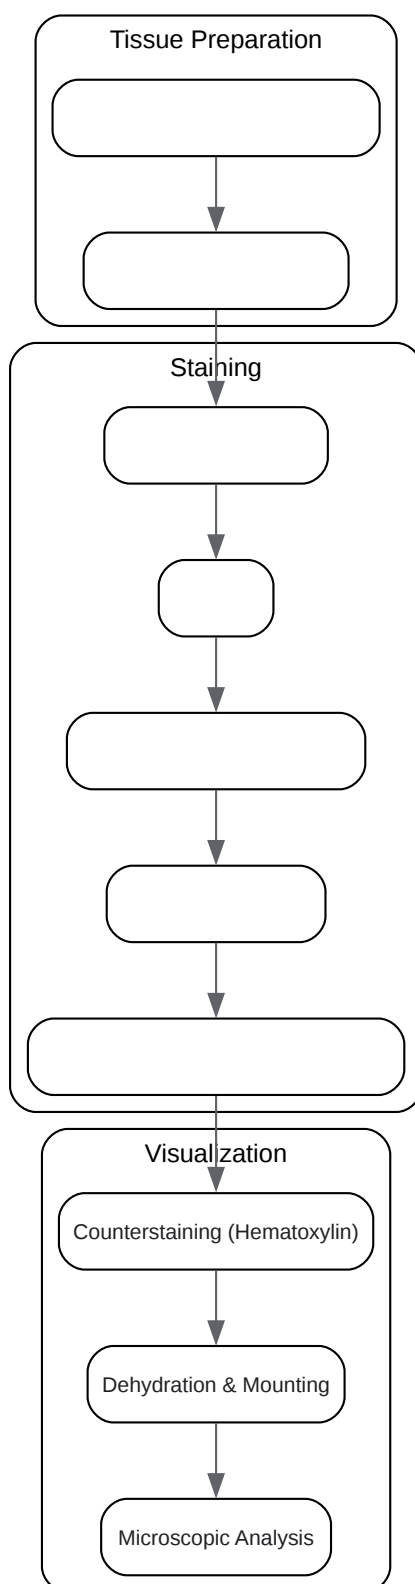 Tissue Preparation
Staining
Visualization
Counterstaining (Hematoxylin)
Dehydration & Mounting
Microscopic Analysis